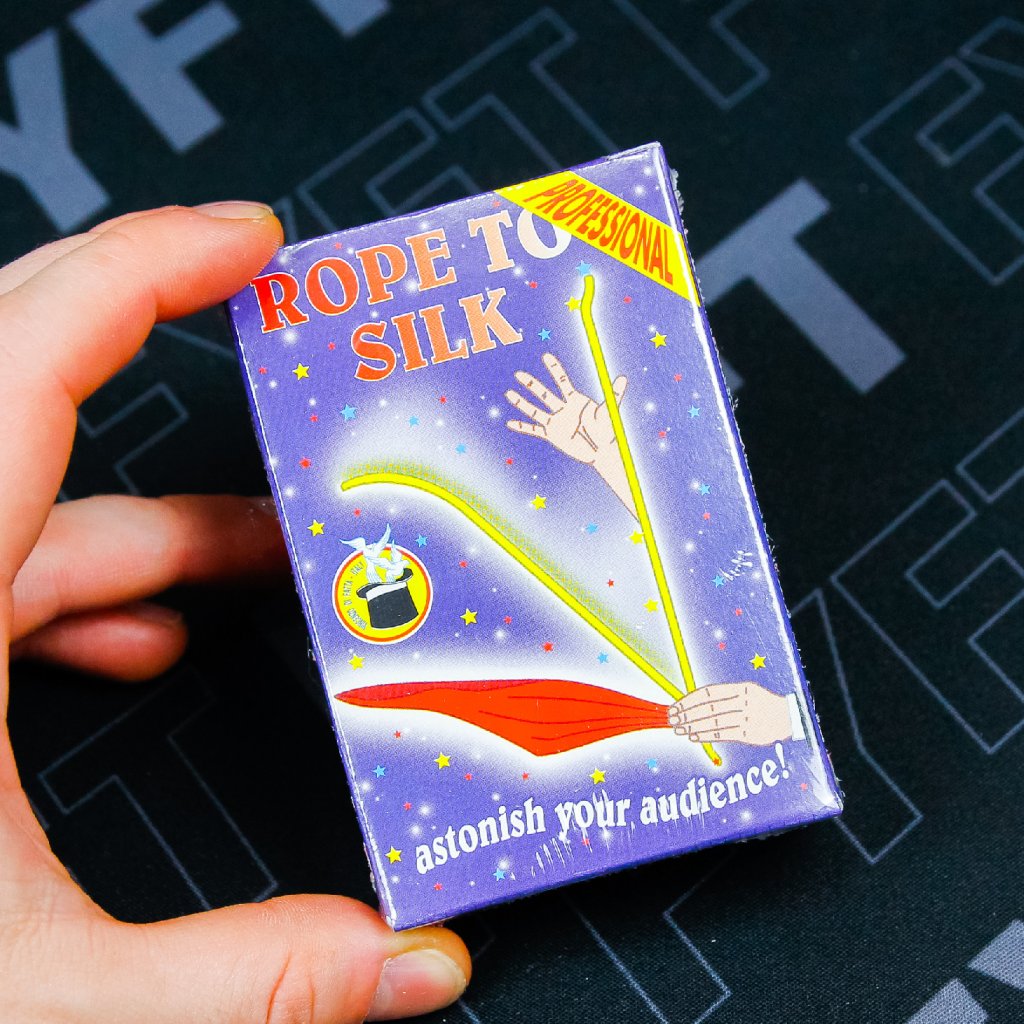 PROFESSIONAL
ROPE TO
SILK
astonish your audience!